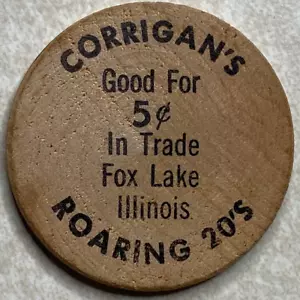 CORRIGAN'S
Good For
5¢
In Trade
Fox Lake
Illinois
ROARING 20'S